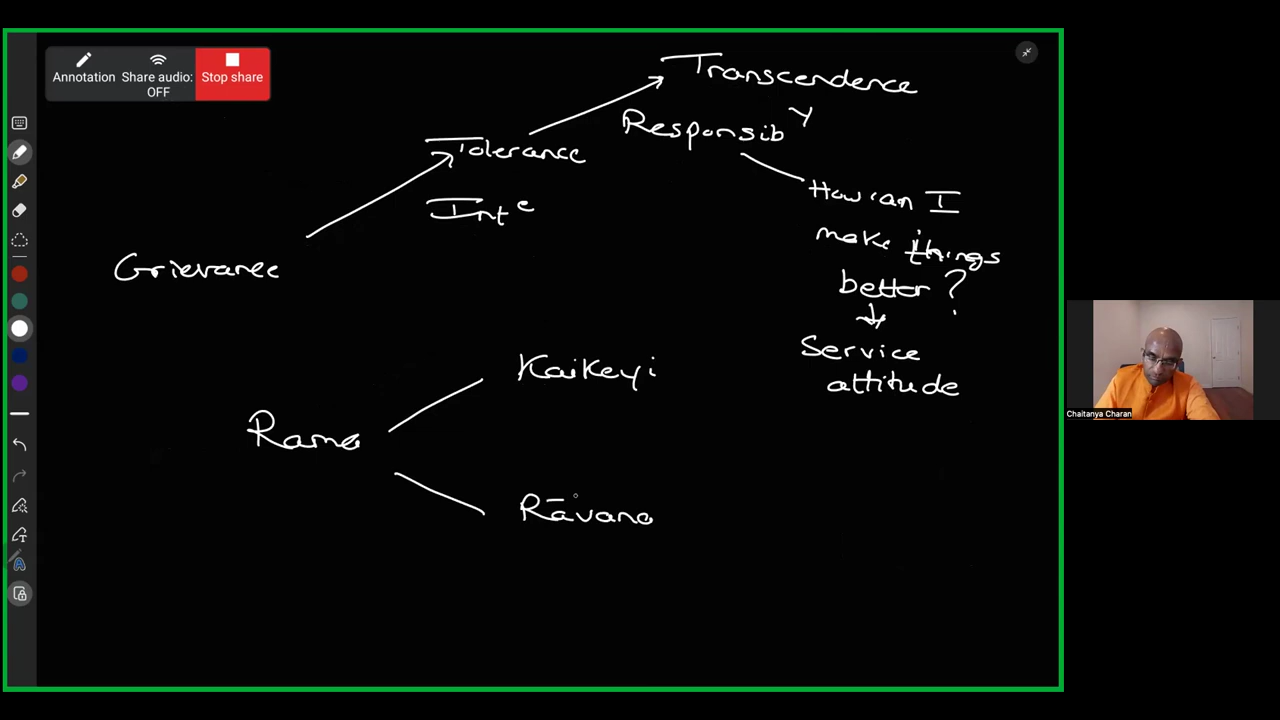 Annotation
Share audio:
OFF
Stop share
Transcendence
Responsib y
Tolerance
Int e
Grievance
How can I
make things
better ?
Service
attitude
Rama
Kaikeyi
Rāvana
Chaitanya Charan